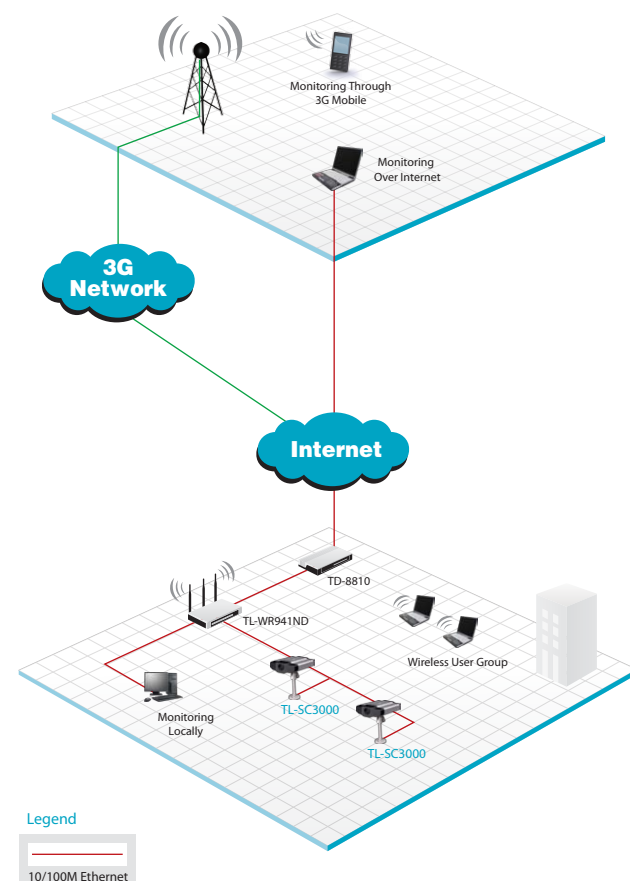 Monitoring Through
3G Mobile
Monitoring
Over Internet
3G
Network
Internet
TD-8810
TL-WR941ND
Wireless User Group
TL-SC3000
Monitoring
Locally
TL-SC3000
Legend
10/100M Ethernet